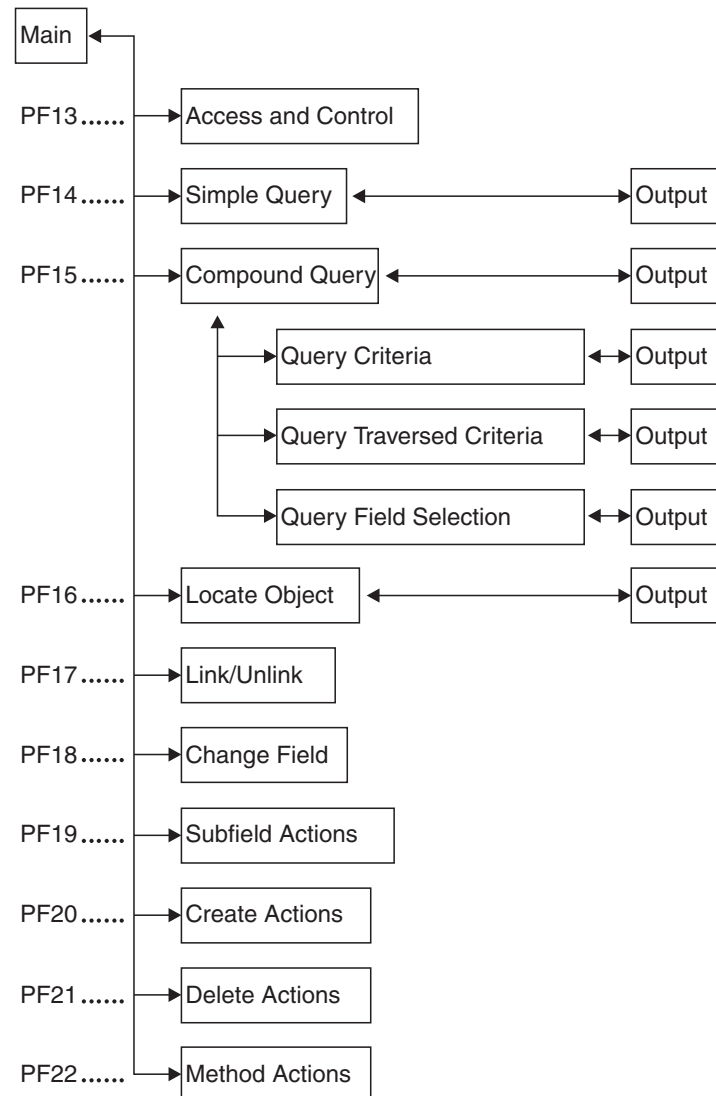 Main
PF13...... Access and Control
PF14...... Simple Query Output
PF15...... Compound Query Output
Query Criteria Output
Query Traversed Criteria Output
Query Field Selection Output
PF16...... Locate Object Output
PF17...... Link/Unlink
PF18...... Change Field
PF19...... Subfield Actions
PF20...... Create Actions
PF21...... Delete Actions
PF22...... Method Actions